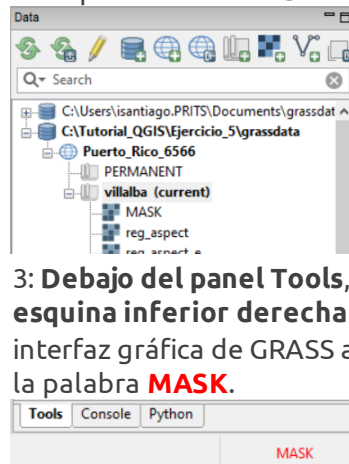 Data
Search
C:\Users\isantiago.PRITS\Documents\grassdat
C:\Tutorial_QGIS\Ejercicio_5\grassdata
Puerto_Rico_6566
PERMANENT
villalba (current)
MASK
reg_aspect
3: Debajo del panel Tools,
esquina inferior derecha
interfaz gráfica de GRASS a
la palabra MASK.
Tools Console Python
MASK